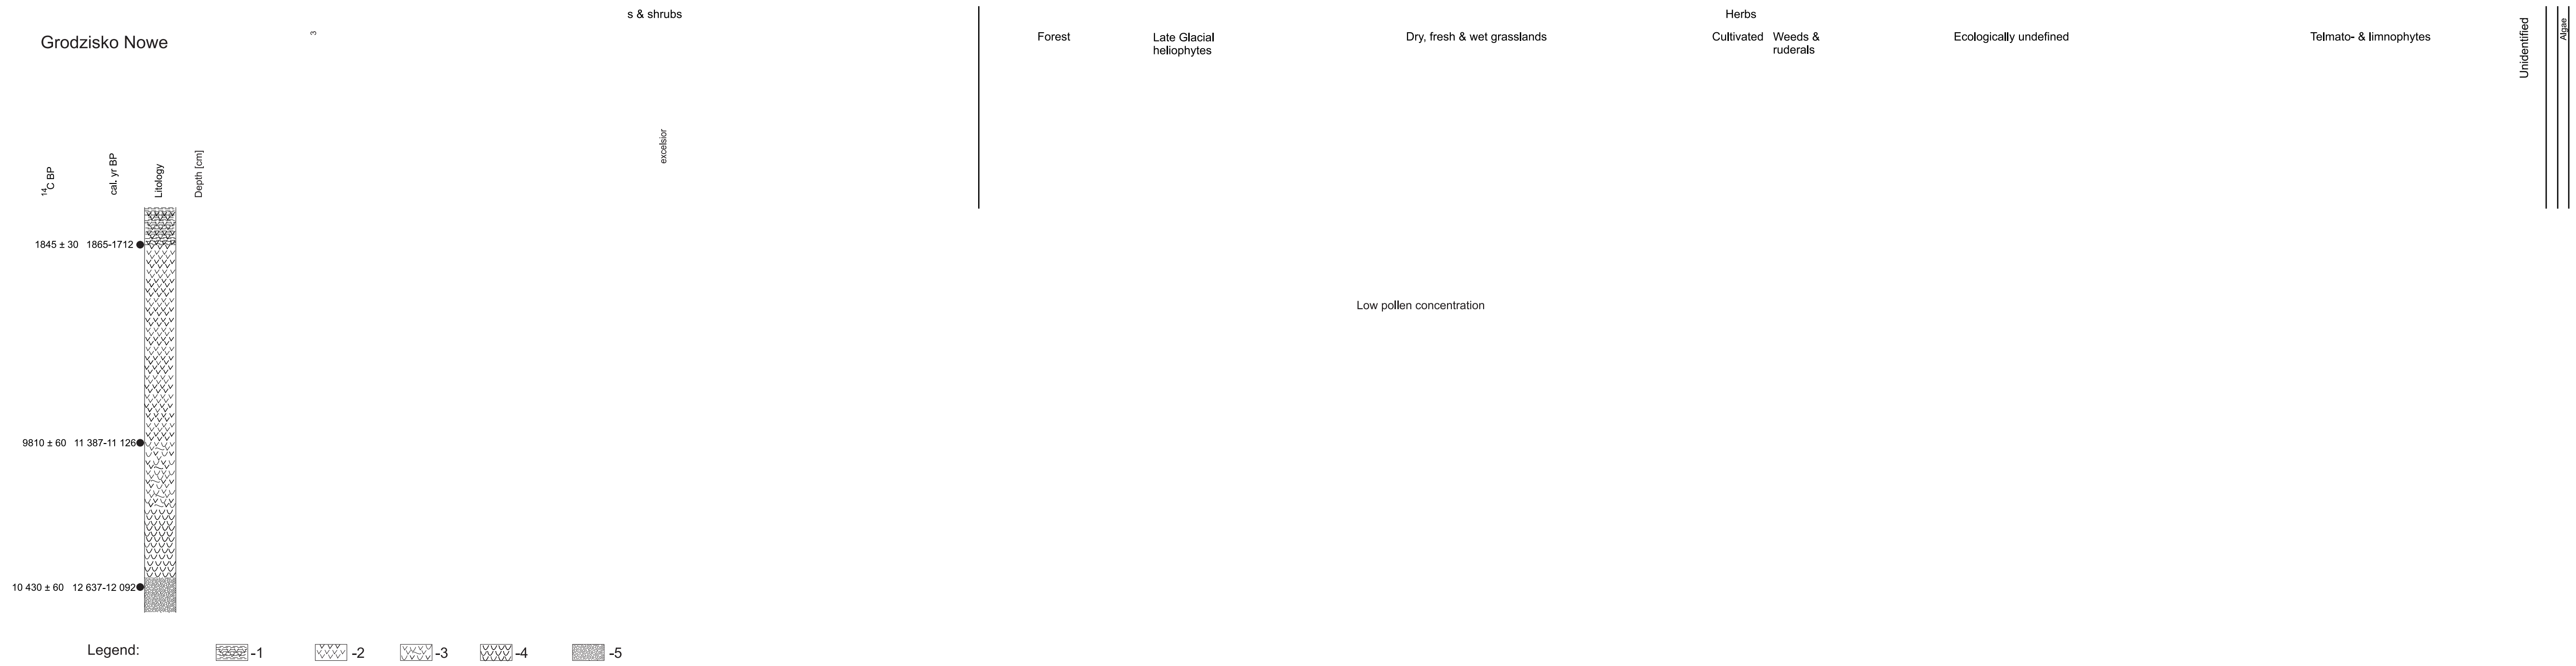 s & shrubs
Herbs
Grodzisko Nowe
3
Forest
Late Glacial
heliophytes
Dry, fresh & wet grasslands
Cultivated
Weeds &
ruderals
Ecologically undefined
Telmato- & limnophytes
Unidentified
Algae
excelsior
14C BP
cal. yr BP
Litology
Depth [cm]
1845 ± 30 1865-1712
Low pollen concentration
9810 ± 60 11 387-11 126
10 430 ± 60 12 637-12 092
Legend:
-1
-2
-3
-4
-5